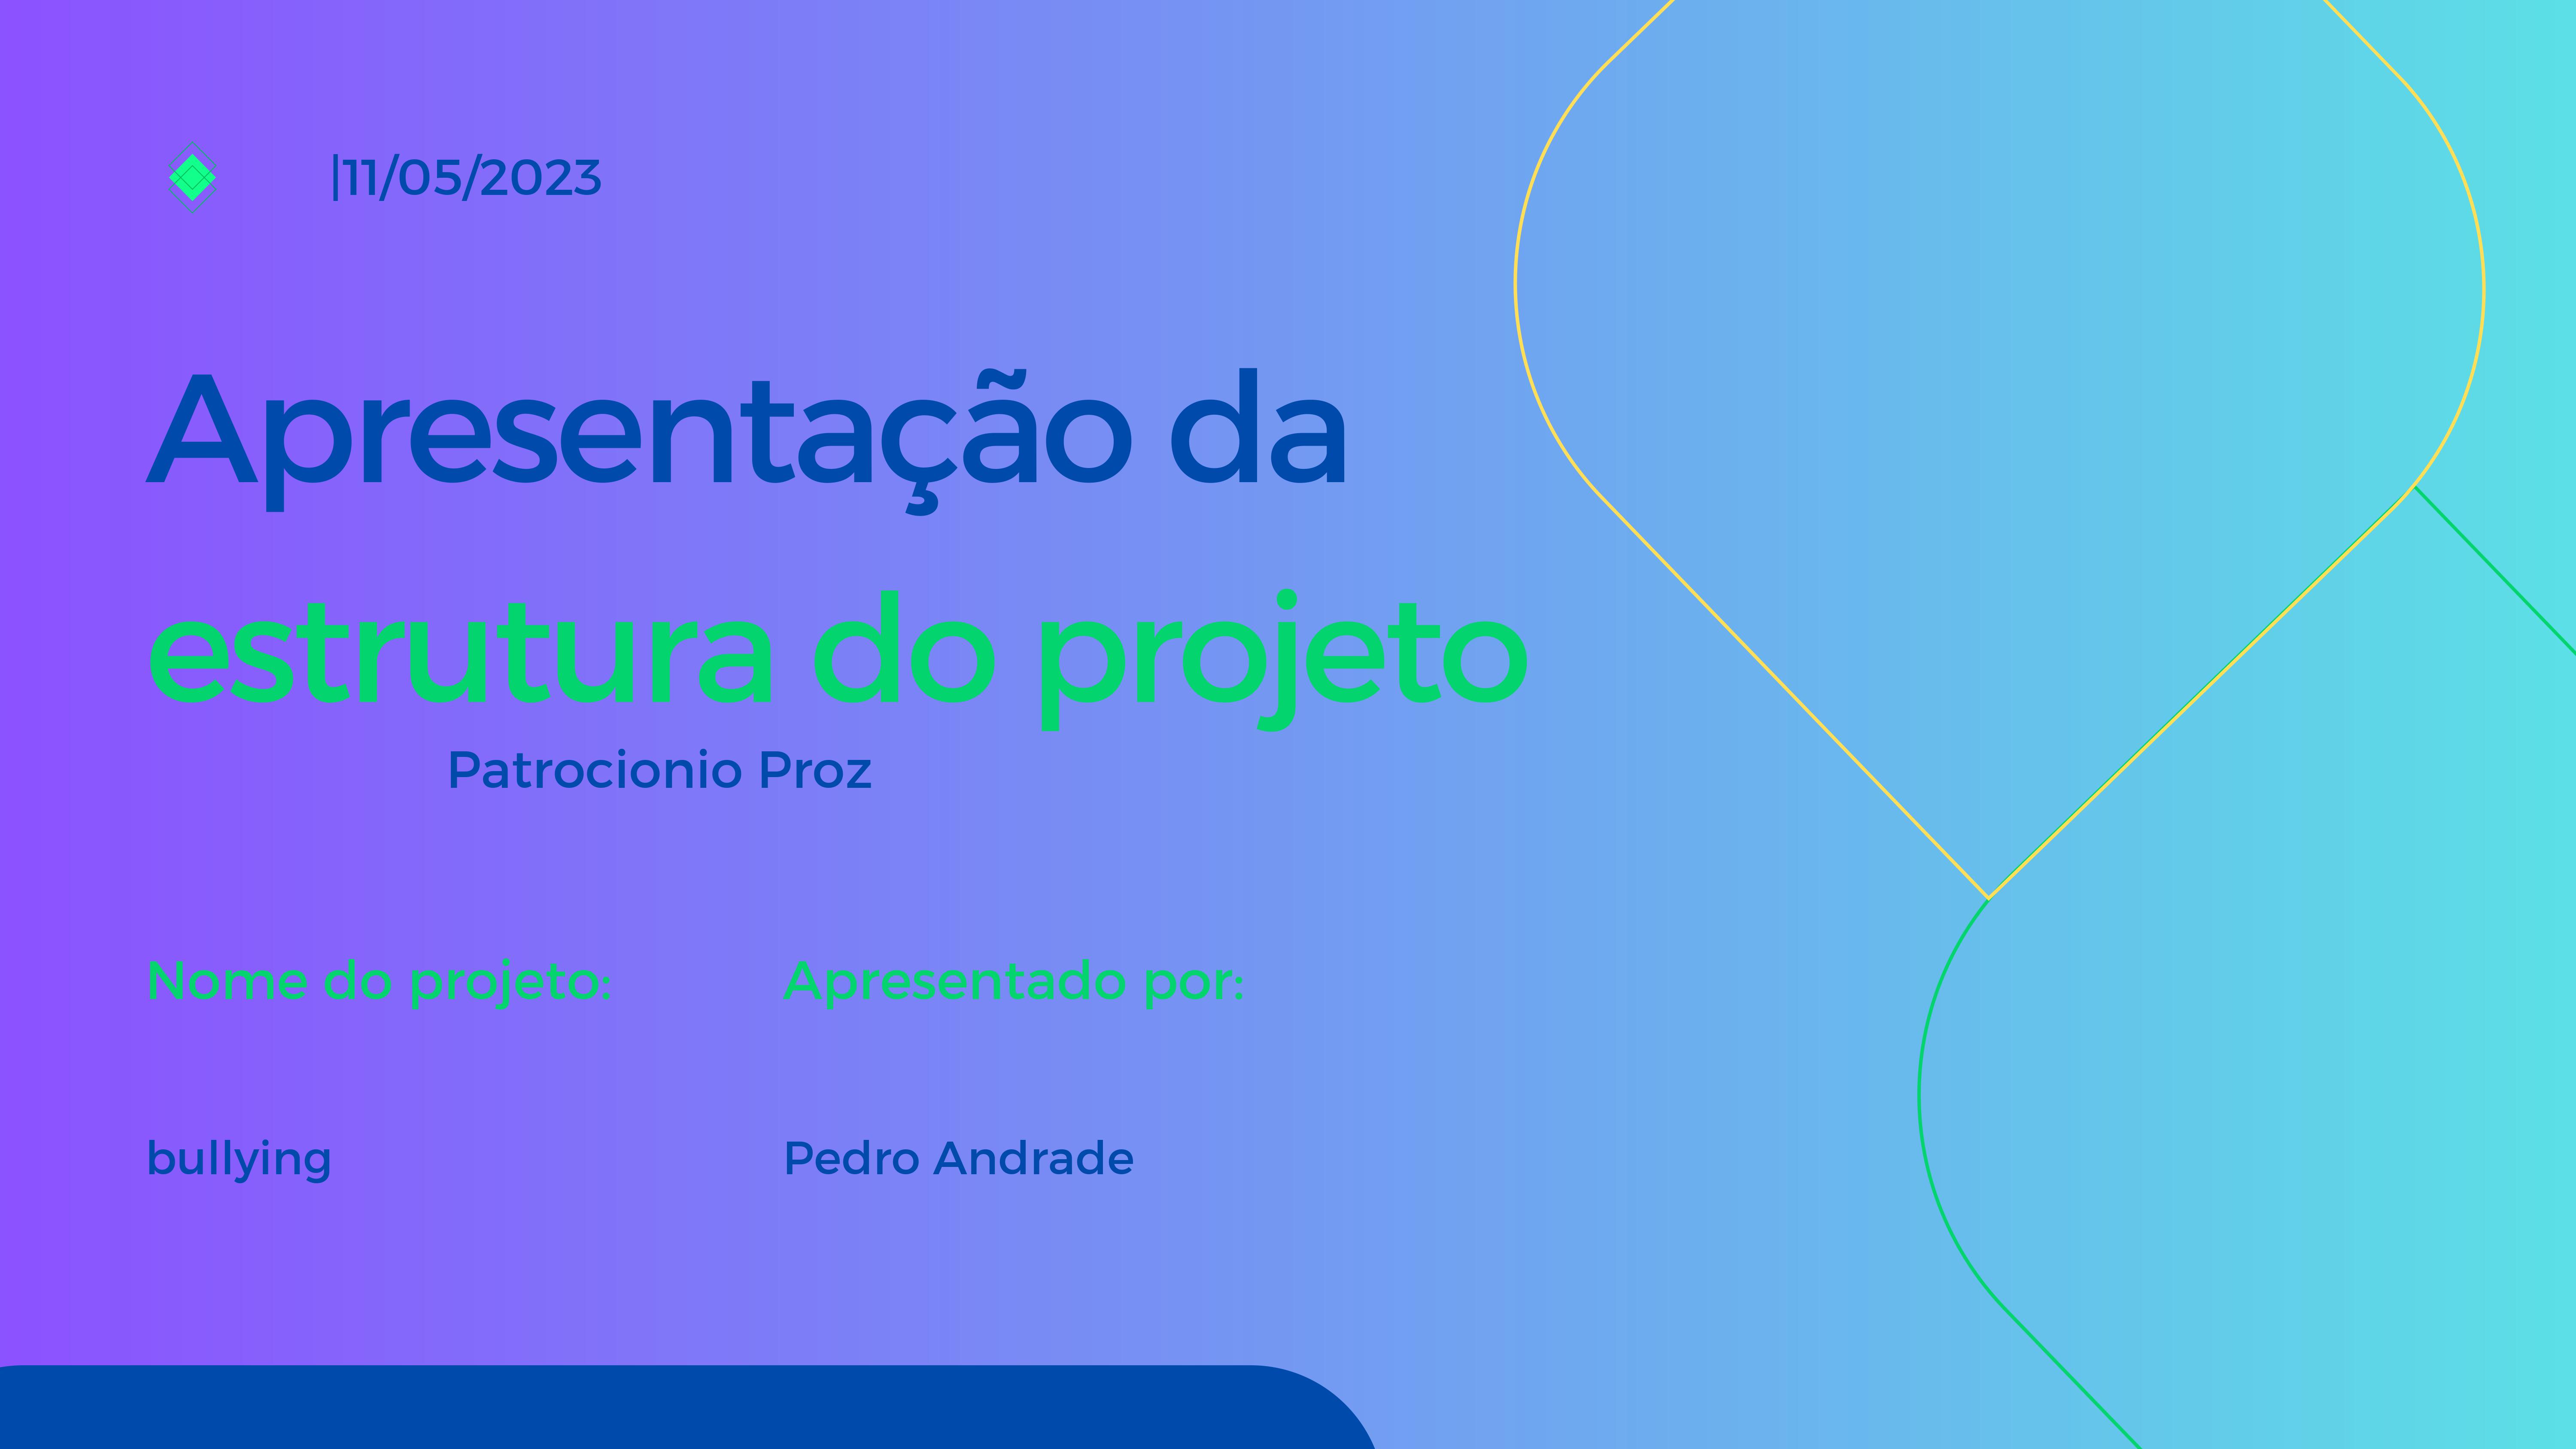 |11/05/2023
Apresentação da
estrutura do projeto
Patrocionio Proz
Nome do projeto:
Apresentado por:
bullying
Pedro Andrade